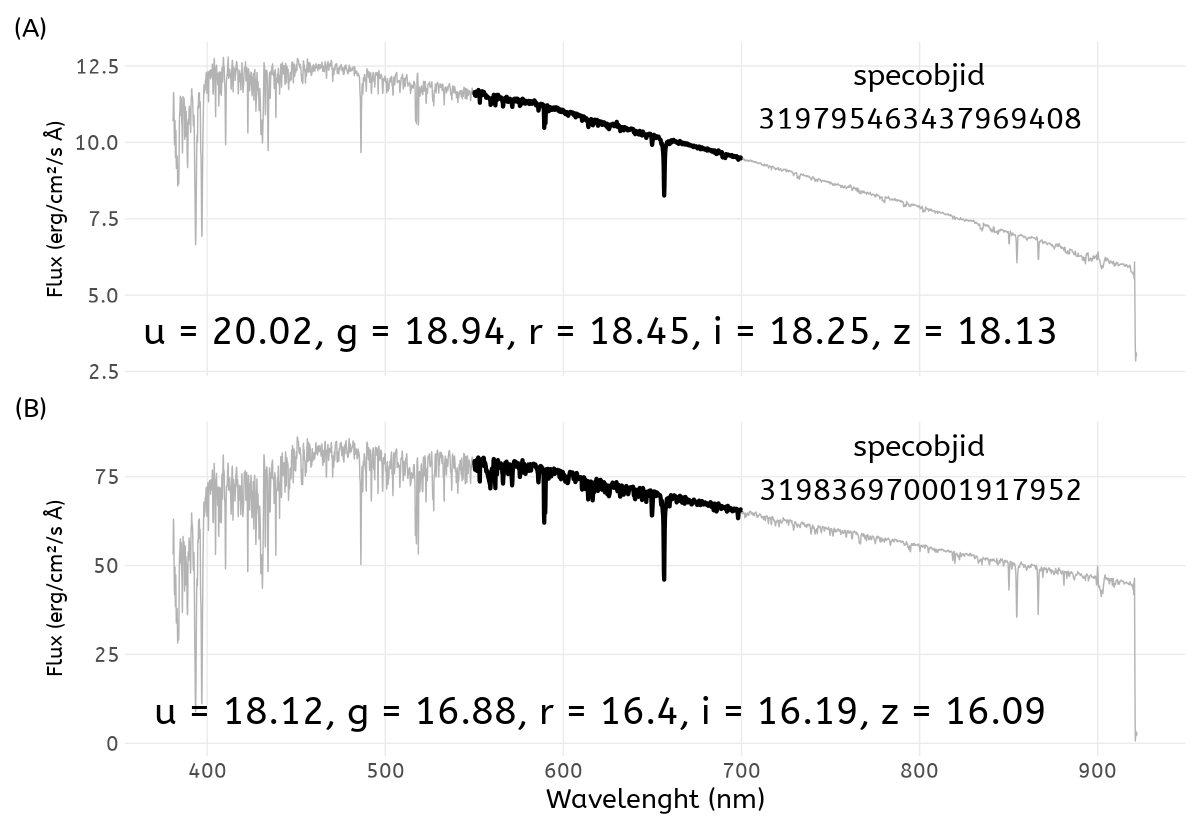 (A)
12.5
10.0
7.5
5.0
2.5
Flux (erg/cm²/s Å)
specobjid
319795463437969408
u = 20.02, g = 18.94, r = 18.45, i = 18.25, z = 18.13
(B)
75
50
25
0
Flux (erg/cm²/s Å)
specobjid
319836970001917952
u = 18.12, g = 16.88, r = 16.4, i = 16.19, z = 16.09
400 500 600 700 800 900
Wavelenght (nm)